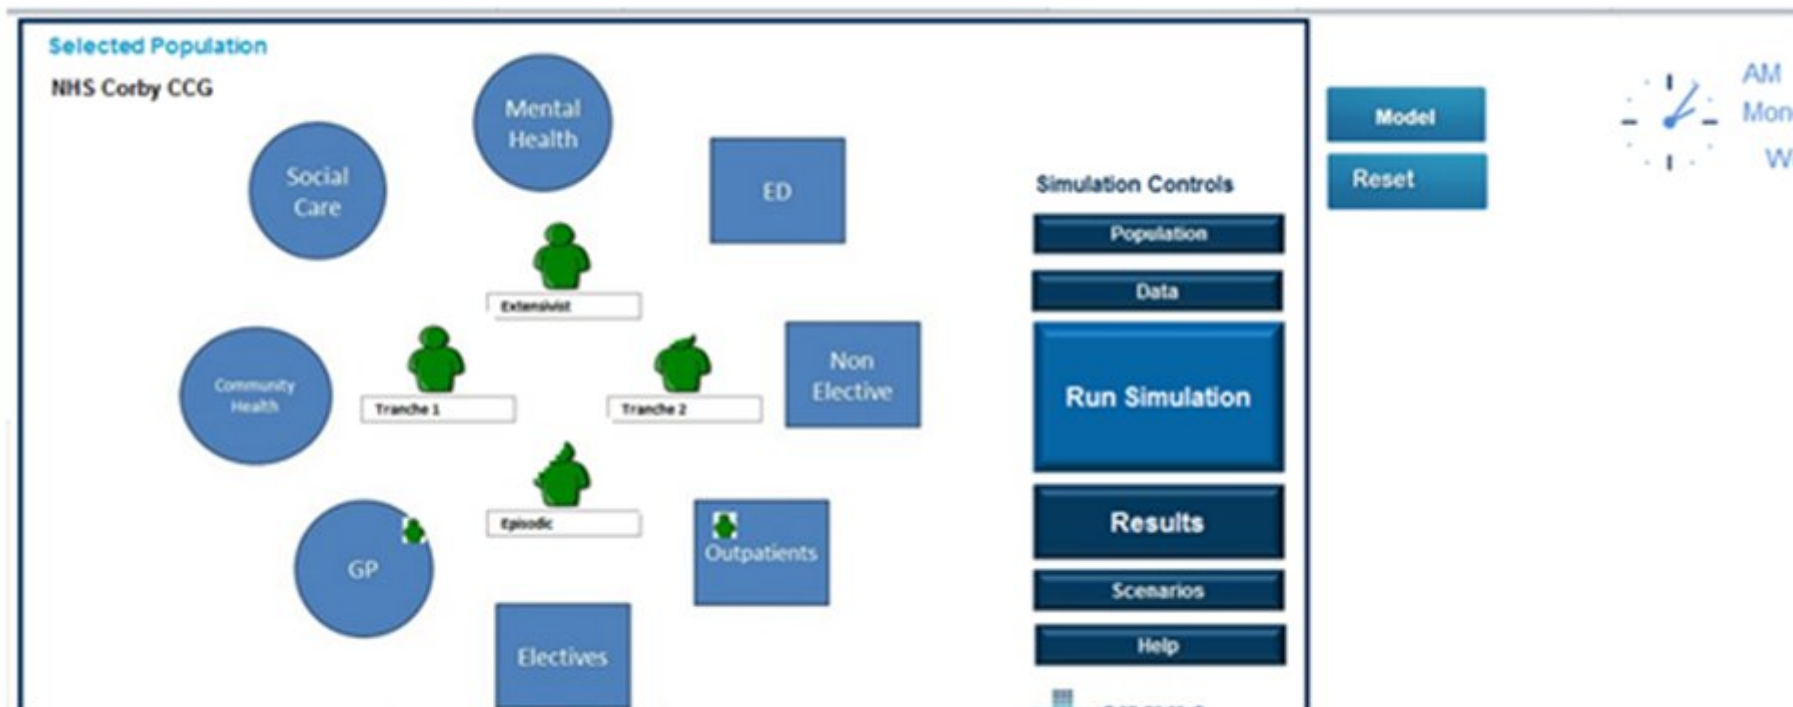 Selected Population
NHS Corby CCG
Mental
Health
Social
Care
ED
Extensivist
Community
Health
Tranche 1
Tranche 2
Non
Elective
Episodic
GP
Outpatients
Electives
Simulation Controls
Population
Data
Run Simulation
Results
Scenarios
Help
Model
Reset
AM
Mon